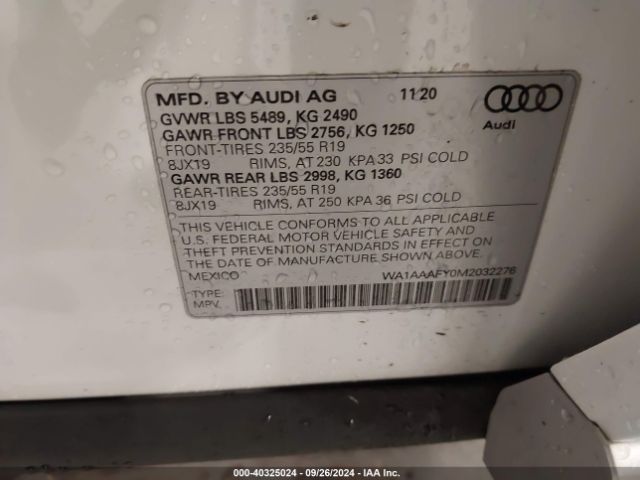 MFD. BY AUDI AG 11 20
GVWR LBS 5489, KG 2490
GAWR FRONT LBS 2756, KG 1250
FRONT-TIRES 235/55 R19
8JX19 RIMS, AT 230 KPA 33 PSI COLD
GAWR REAR LBS 2998, KG 1360
REAR-TIRES 235/55 R19
8JX19 RIMS, AT 250 KPA 36 PSI COLD
Audi
THIS VEHICLE CONFORMS TO ALL APPLICABLE
U.S. FEDERAL MOTOR VEHICLE SAFETY AND
THEFT PREVENTION STANDARDS IN EFFECT ON
THE DATE OF MANUFACTURE SHOWN ABOVE.
MEXICO WA1AAAFY0M2032276
TYPE:
MPV
000-40325024 | 09/26/2024 | IAA Inc.